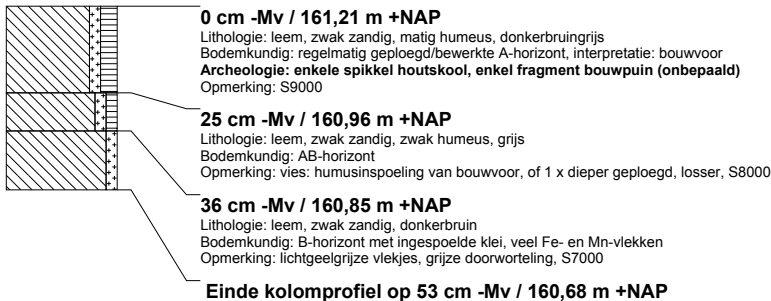 0 cm -Mv / 161,21 m +NAP
Lithologie: leem, zwak zandig, matig humeus, donkerbruingrijs
Bodemkundig: regelmatig geploegd/bewerkte A-horizont, interpretatie: bouwvoor
Archeologie: enkele spikkel houtskool, enkel fragment bouwpuin (onbepaald)
Opmerking: S9000
25 cm -Mv / 160,96 m +NAP
Lithologie: leem, zwak zandig, zwak humeus, grijs
Bodemkundig: AB-horizont
Opmerking: vies: humusinspoeling van bouwvoor, of 1 x dieper geploegd, losser, S8000
36 cm -Mv / 160,85 m +NAP
Lithologie: leem, zwak zandig, donkerbruin
Bodemkundig: B-horizont met ingespoelde klei, veel Fe- en Mn-vlekken
Opmerking: lichtgeelgrijze vlekjes, grijze doorworteling, S7000
Einde kolomprofiel op 53 cm -Mv / 160,68 m +NAP